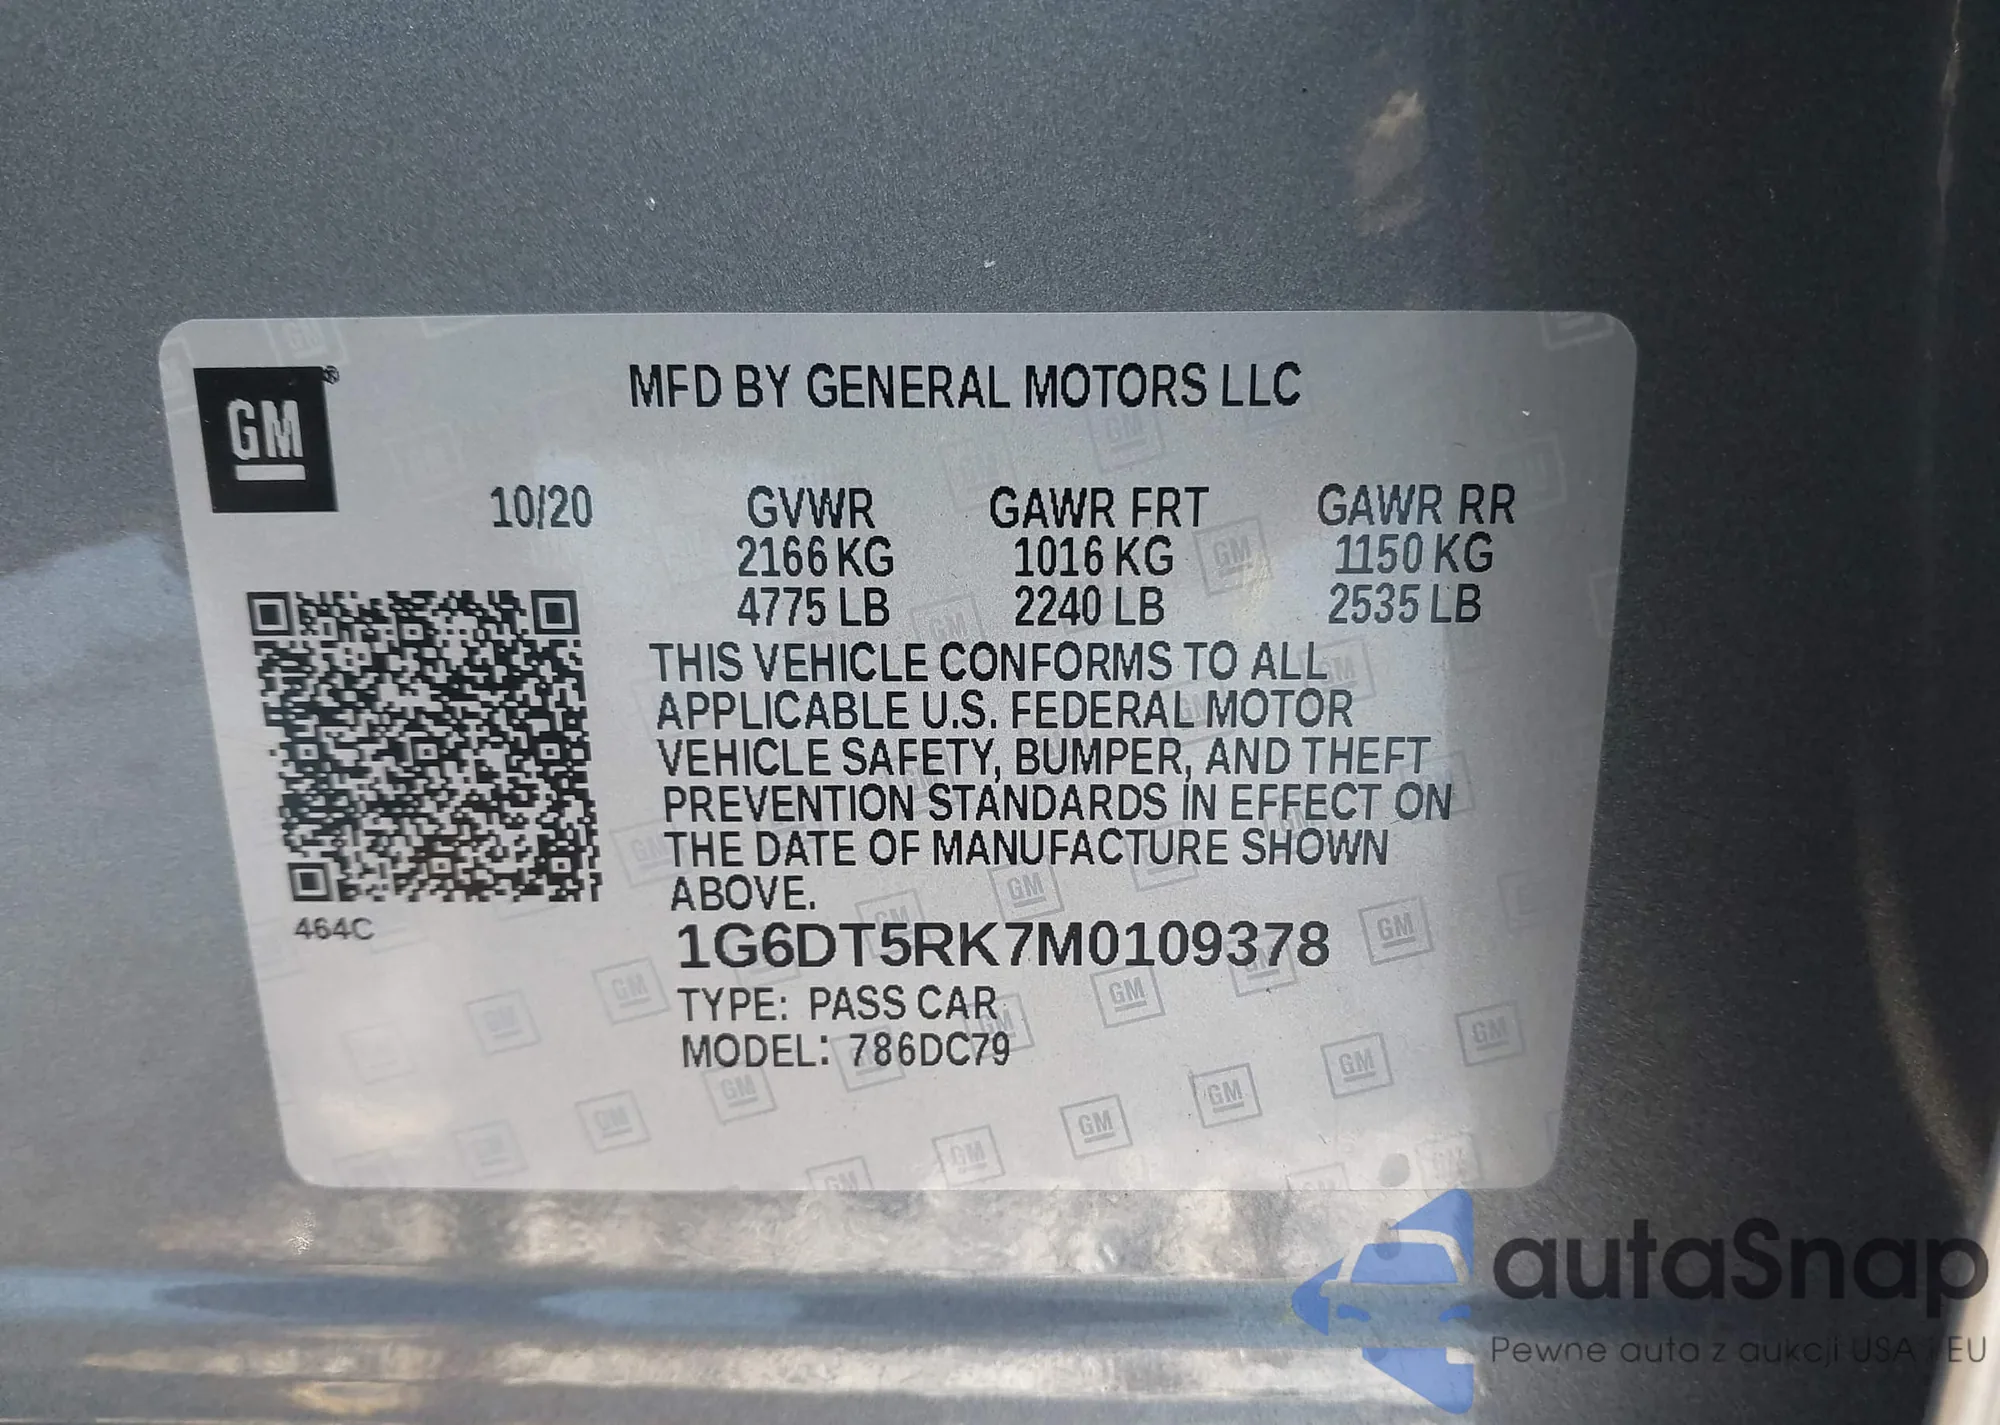 GM®
MFD BY GENERAL MOTORS LLC
10/20 GVWR GAWR FRT GAWR RR
2166 KG 1016 KG 1150 KG
4775 LB 2240 LB 2535 LB
THIS VEHICLE CONFORMS TO ALL
APPLICABLE U.S. FEDERAL MOTOR
VEHICLE SAFETY, BUMPER, AND THEFT
PREVENTION STANDARDS IN EFFECT ON
THE DATE OF MANUFACTURE SHOWN
ABOVE.
464C
1G6DT5RK7M0109378
TYPE: PASS CAR
MODEL: 786DC79
autaSnap
Pewne auta z aukcji USA i EU